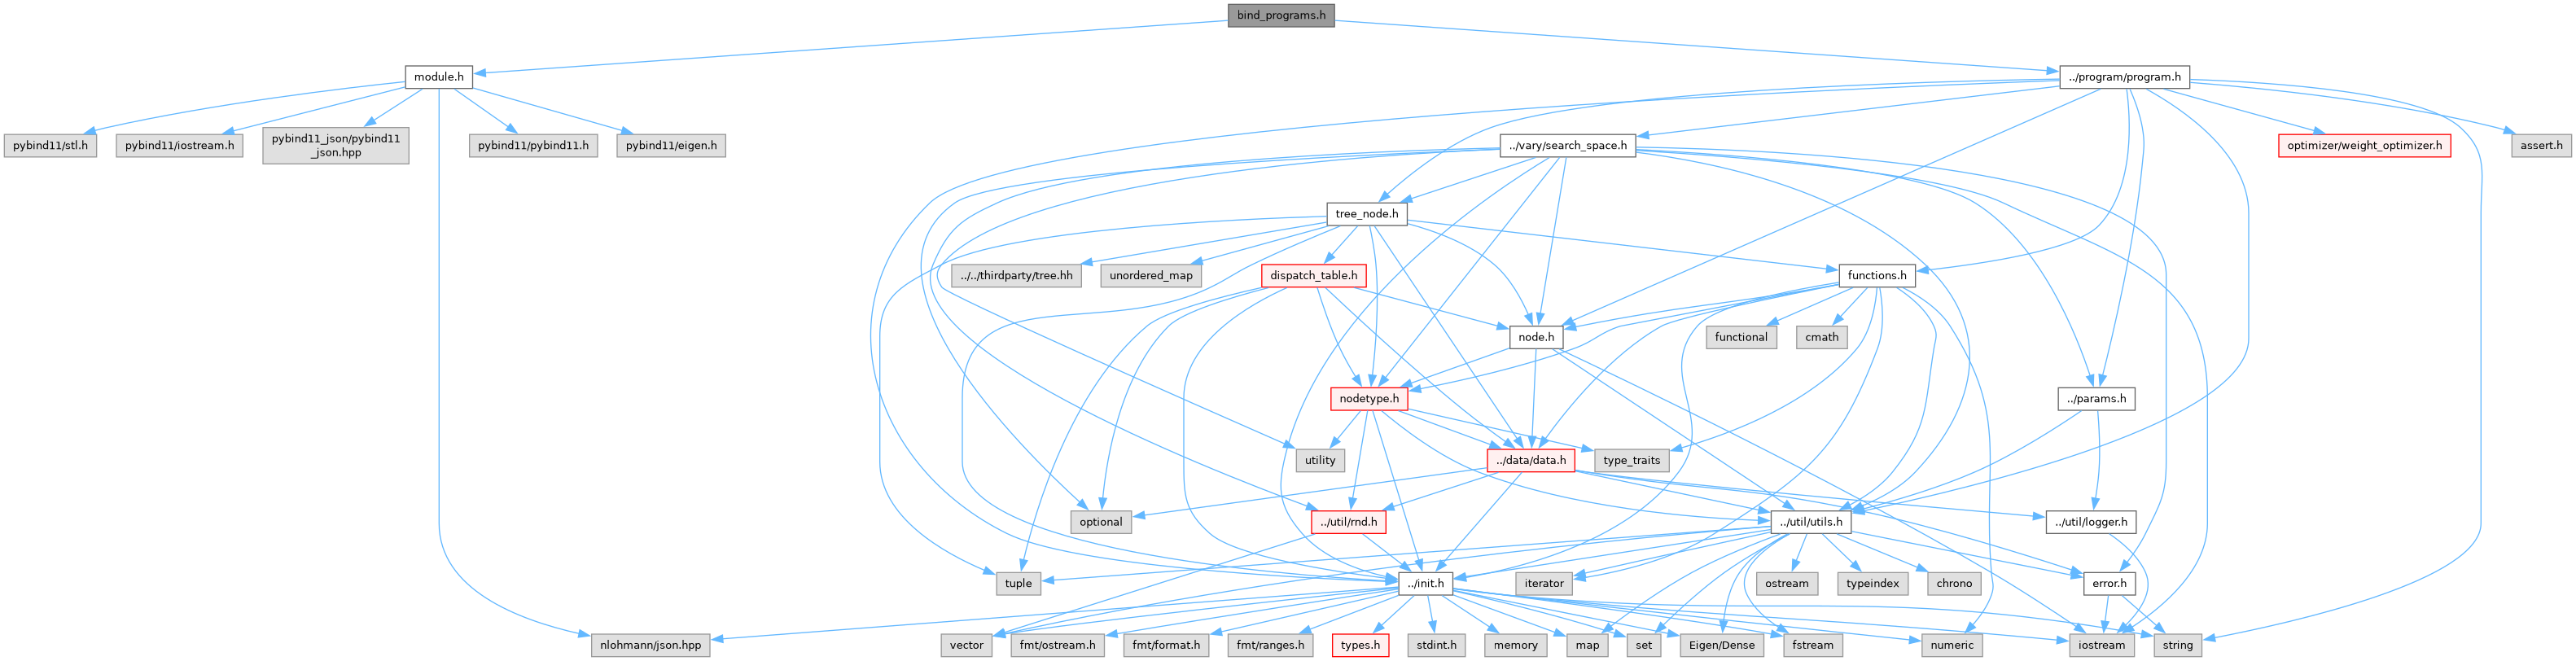 bind_programs.h
module.h
../program/program.h
pybind11/stl.h
pybind11/iostream.h
pybind11_json/pybind11
_json.hpp
pybind11/pybind11.h
pybind11/eigen.h
../vary/search_space.h
optimizer/weight_optimizer.h
assert.h
tree_node.h
../../thirdparty/tree.hh
unordered_map
dispatch_table.h
functions.h
node.h
functional
cmath
nodetype.h
../params.h
utility
../data/data.h
type_traits
optional
../util/rnd.h
../util/utils.h
../util/logger.h
tuple
../init.h
iterator
ostream
typeindex
chrono
error.h
nlohmann/json.hpp
vector
fmt/ostream.h
fmt/format.h
fmt/ranges.h
types.h
stdint.h
memory
map
set
Eigen/Dense
fstream
numeric
iostream
string